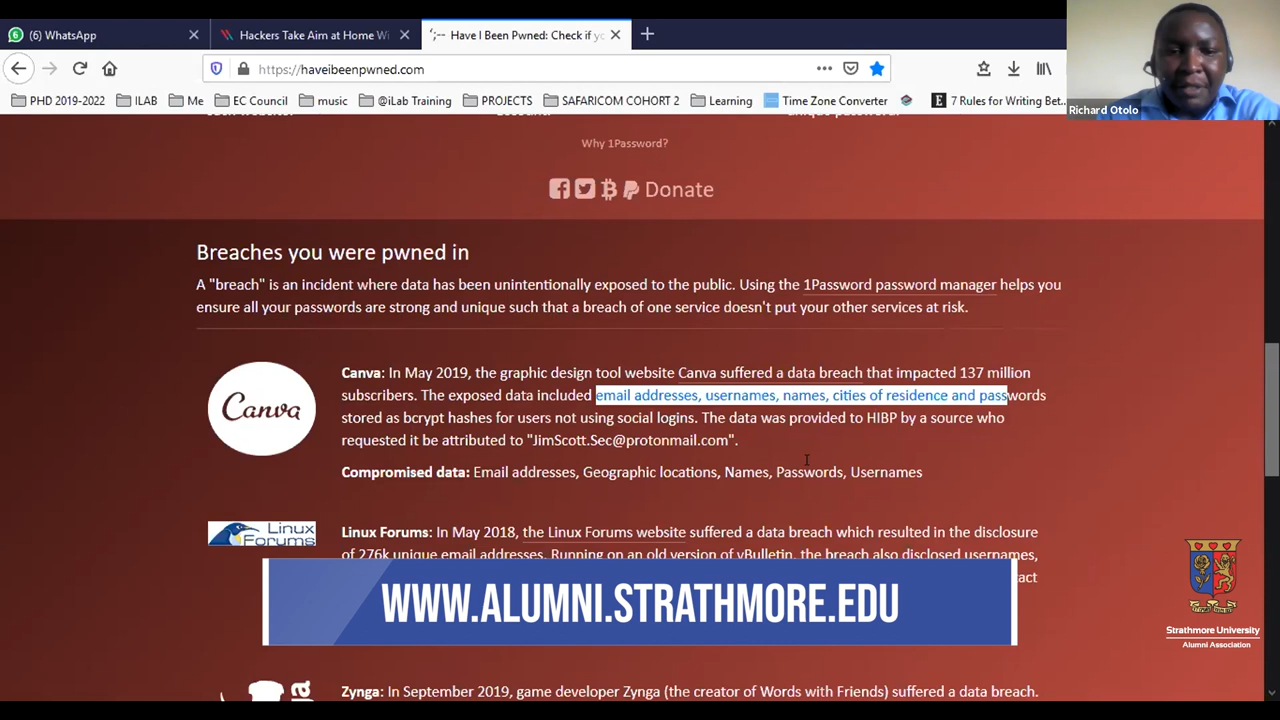 (6) WhatsApp
Hackers Take Aim at Home Wi
Have I Been Pwned: Check if yo
https://haveibeenpwned.com
PHD 2019-2022 ILAB Me EC Council music @iLab Training PROJECTS SAFARICOM COHORT 2 Learning Time Zone Converter E 7 Rules for Writing Bet...
Richard Otolo
Why 1Password?
Donate
Breaches you were pwned in
A "breach" is an incident where data has been unintentionally exposed to the public. Using the 1Password password manager helps you
ensure all your passwords are strong and unique such that a breach of one service doesn't put your other services at risk.
Canva
Canva: In May 2019, the graphic design tool website Canva suffered a data breach that impacted 137 million
subscribers. The exposed data included email addresses, usernames, names, cities of residence and passwords
stored as bcrypt hashes for users not using social logins. The data was provided to HIBP by a source who
requested it be attributed to "JimScott.Sec@protonmail.com".
Compromised data: Email addresses, Geographic locations, Names, Passwords, Usernames
Linux
Forums
Linux Forums: In May 2018, the Linux Forums website suffered a data breach which resulted in the disclosure
of 276k unique email addresses. Running on an old version of vBulletin, the breach also disclosed usernames,
WWW.ALUMNI.STRATHMORE.EDU
Strathmore University
Alumni Association
Zynga: In September 2019, game developer Zynga (the creator of Words with Friends) suffered a data breach.